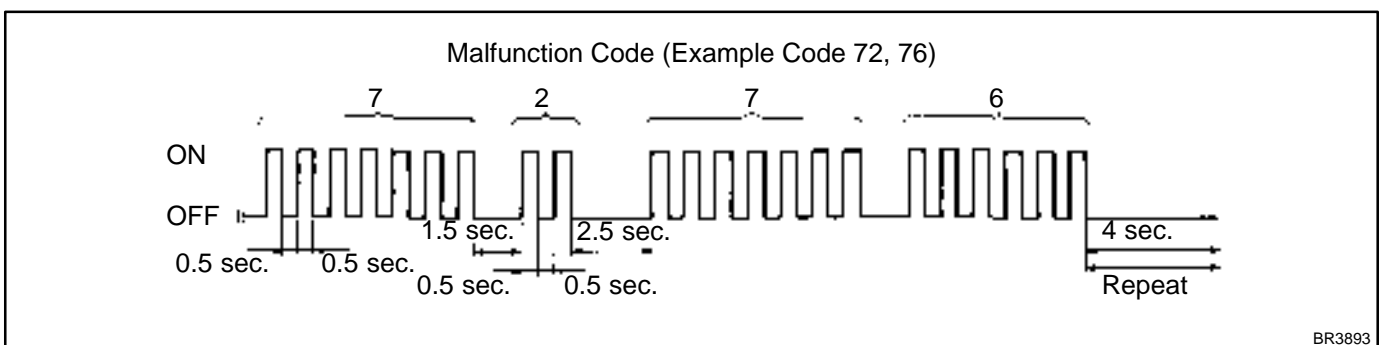 Malfunction Code (Example Code 72, 76)
7 2 7 6
ON
OFF
1.5 sec. 2.5 sec. 4 sec.
0.5 sec. 0.5 sec.
0.5 sec. 0.5 sec. Repeat
BR3893